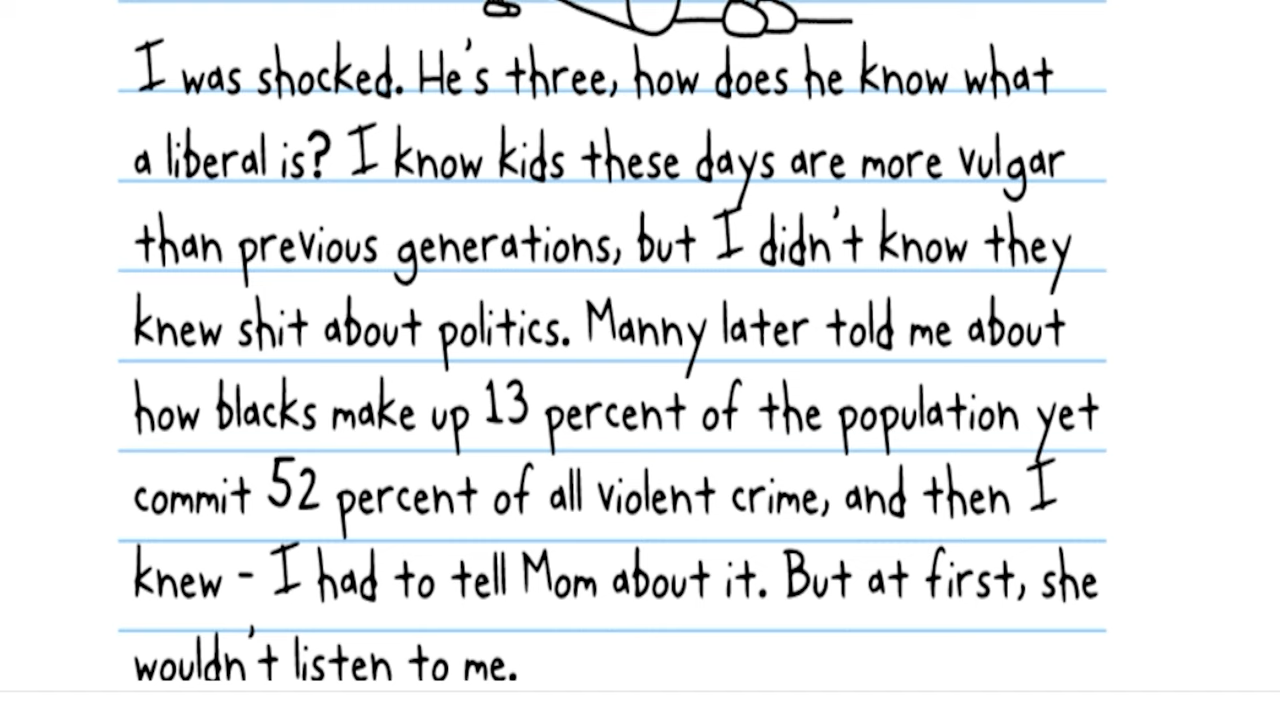 I was shocked. He's three, how does he know what
a liberal is? I know kids these days are more vulgar
than previous generations, but I didn't know they
knew shit about politics. Manny later told me about
how blacks make up 13 percent of the population yet
commit 52 percent of all violent crime, and then I
knew - I had to tell Mom about it. But at first, she
wouldn't listen to me.